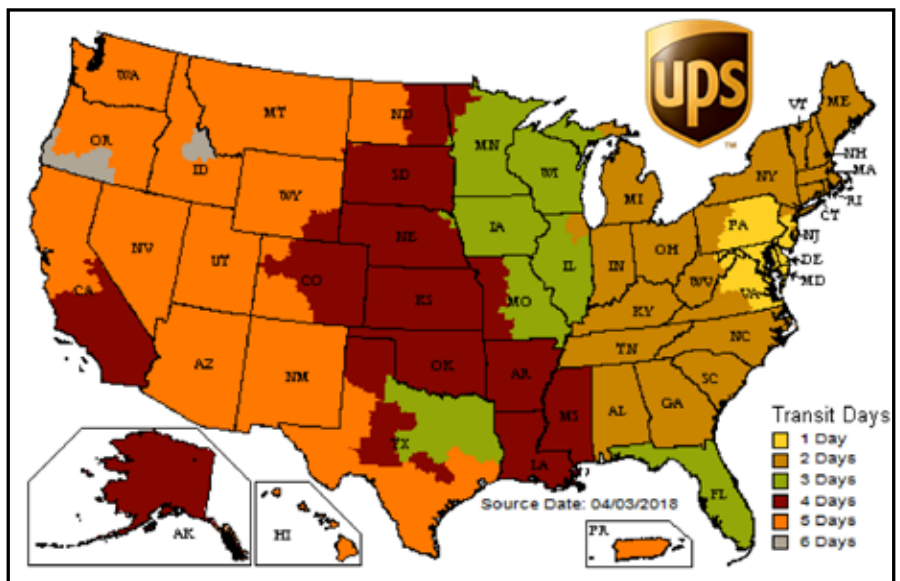 ups
TM
WA
MT
ND
MN
ME
VT
OR
ID
SD
WI
NY
NH
MA
WY
MI
RI
CT
IA
PA
NE
NJ
NV
OH
UT
IL
IN
DE
CO
WV
MD
CA
KS
MO
VA
KY
NC
TN
AZ
OK
NM
AR
SC
MS
AL
GA
TX
LA
FL
AK
HI
PR
Transit Days
1 Day
2 Days
3 Days
4 Days
5 Days
6 Days
Source Date: 04/03/2018